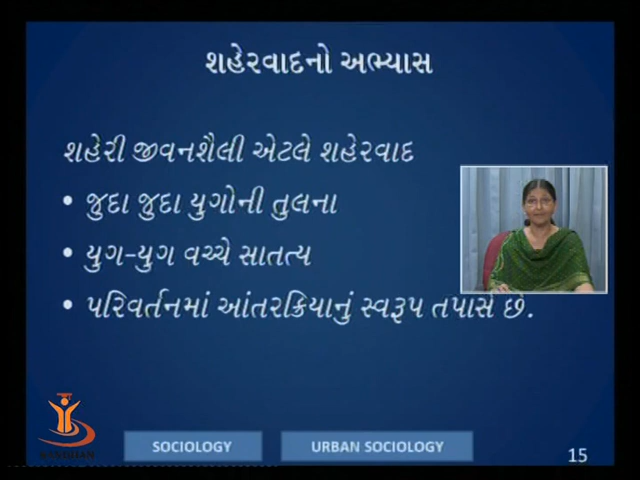 શહેરવાદનો અભ્યાસ
શહેરી જીવનશૈલી એટલે શહેરવાદ
• જુદા જુદા યુગોની તુલના
• યુગ-યુગ વચ્ચે સાતત્ય
• પરિવર્તનમાં આંતરક્રિયાનું સ્વરૂપ તપાસે છે.
SOCIOLOGY
URBAN SOCIOLOGY
15